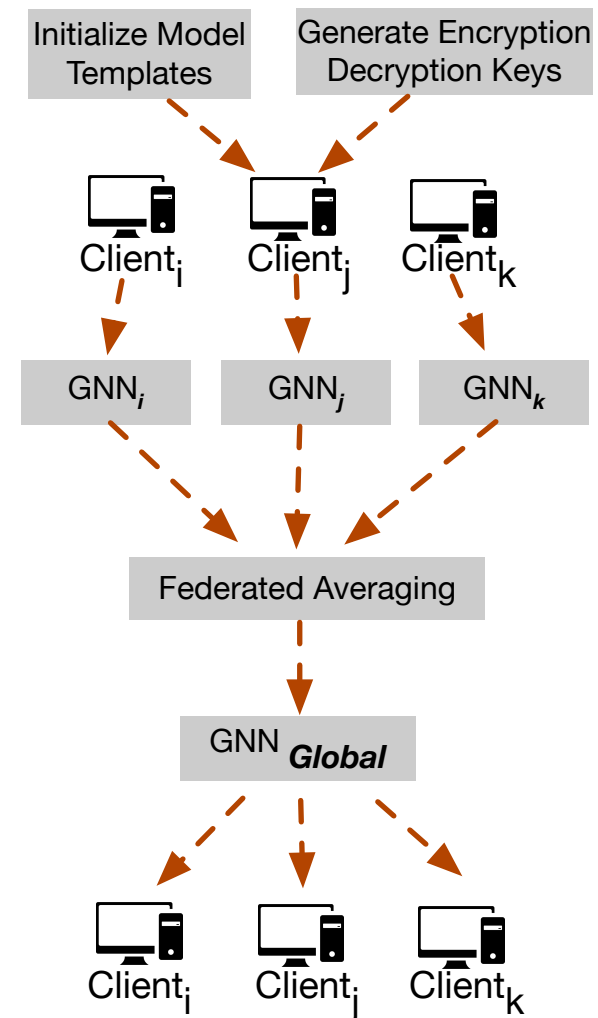 Initialize Model
Templates
Generate Encryption
Decryption Keys
Client_i
Client_j
Client_k
GNN_i
GNN_j
GNN_k
Federated Averaging
GNN Global
Client_i
Client_j
Client_k